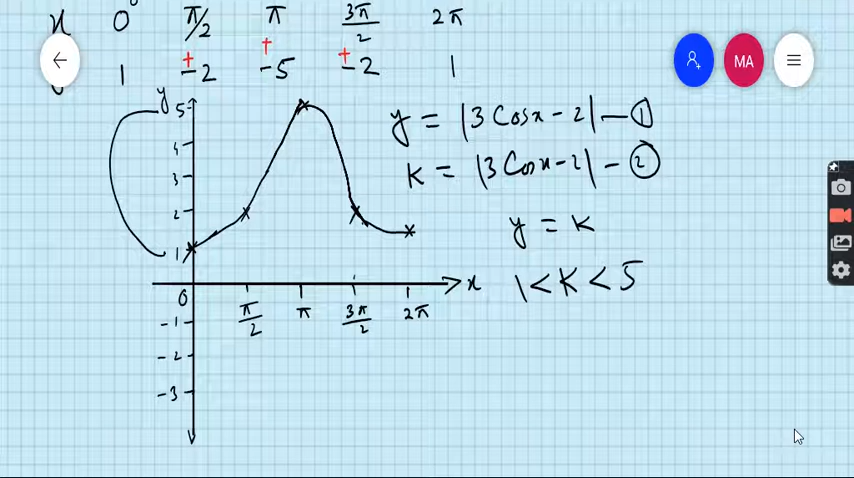 x 0° π/2 π 3π/2 2π
1 +-2 +-5 +-2 1
y
5
4
3
2
1
0
-1
-2
-3
π/2 π 3π/2 2π
x
y = |3 Cosx - 2| — ①
k = |3 Cosx - 2| — ②
y = k
1 < k < 5
MA